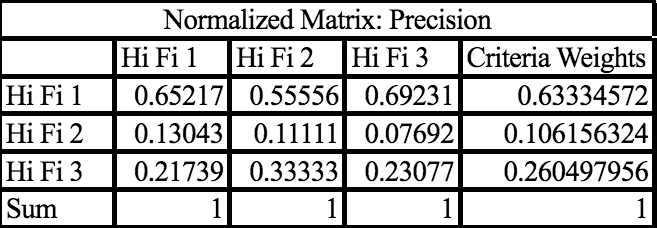 Normalized Matrix: Precision
Hi Fi 1 Hi Fi 2 Hi Fi 3 Criteria Weights
Hi Fi 1 0.65217 0.55556 0.69231 0.63334572
Hi Fi 2 0.13043 0.11111 0.07692 0.106156324
Hi Fi 3 0.21739 0.33333 0.23077 0.260497956
Sum 1 1 1 1